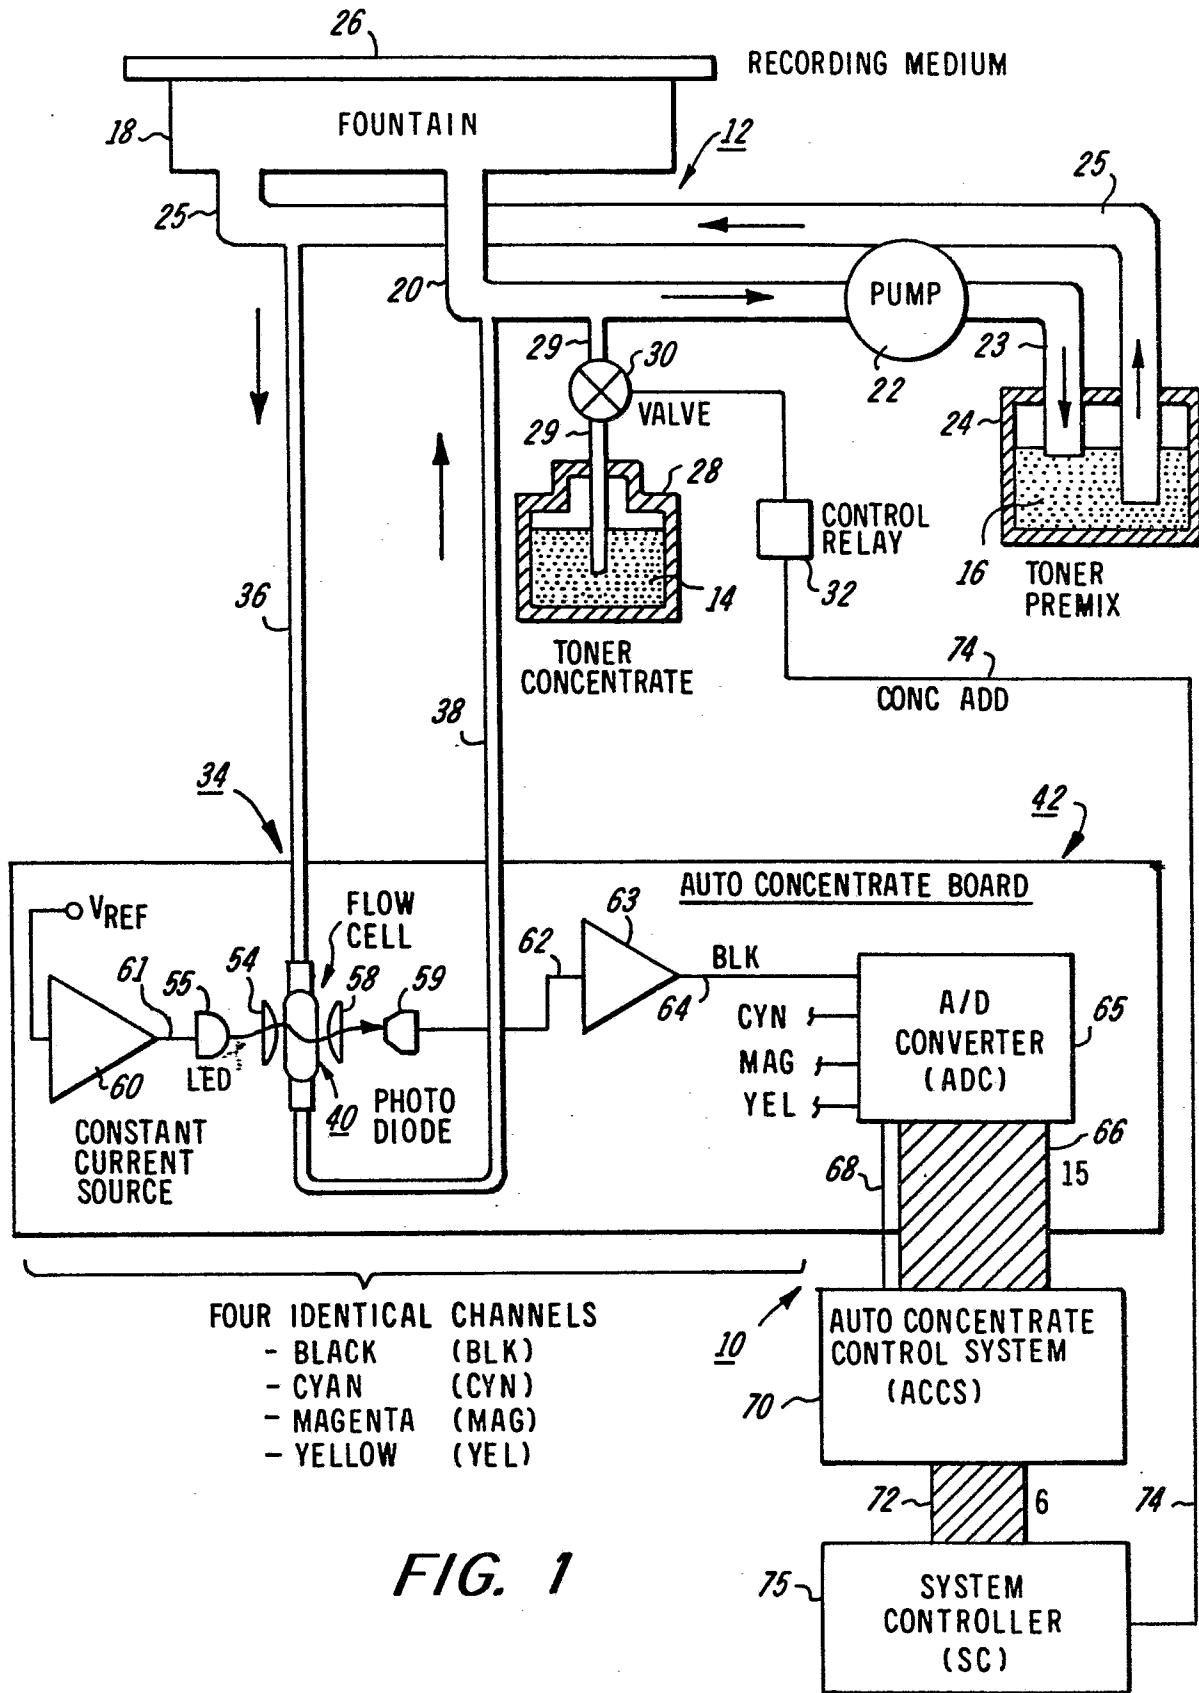 26
RECORDING MEDIUM
18
FOUNTAIN
12
25
25
20
PUMP
22
23
29
30
VALVE
29
28
24
CONTROL
RELAY
32
14
16
TONER
PREMIX
36
TONER
CONCENTRATE
74
CONC ADD
38
34
42
AUTO CONCENTRATE BOARD
VREF
FLOW
CELL
63
61
55
54
58
59
62
BLK
64
A/D
CONVERTER
(ADC)
65
CYN
MAG
YEL
60
LED
40
PHOTO
DIODE
CONSTANT
CURRENT
SOURCE
68
66
15
FOUR IDENTICAL CHANNELS
- BLACK (BLK)
- CYAN (CYN)
- MAGENTA (MAG)
- YELLOW (YEL)
10
AUTO CONCENTRATE
CONTROL SYSTEM
(ACCS)
70
72
6
74
FIG. 1
75
SYSTEM
CONTROLLER
(SC)